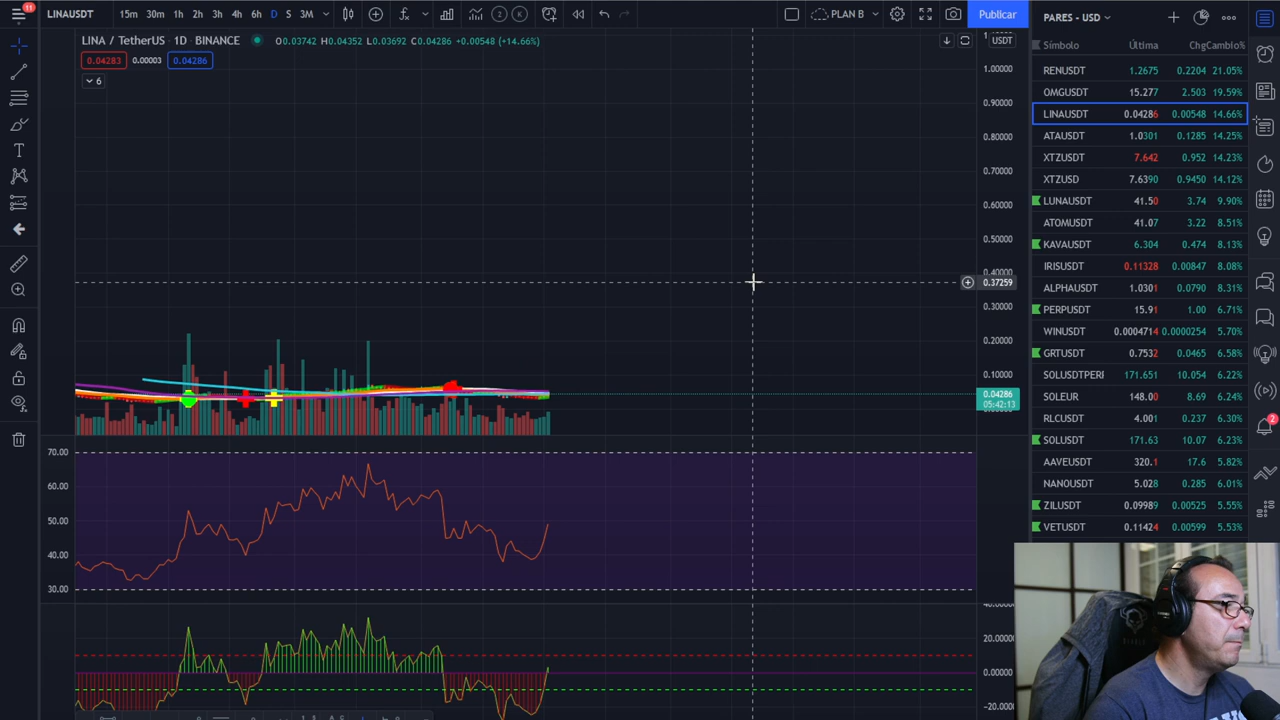 11
LINAUSDT 15m 30m 1h 2h 3h 4h 6h D S 3M PLAN B Publicar
LINA / TetherUS · 1D · BINANCE O0.03742 H0.04352 L0.03692 C0.04286 +0.00548 (+14.66%)
USDT
0.04283 0.00003 0.04286
6
1.00000
0.90000
0.80000
0.70000
0.60000
0.50000
0.40000
0.37259
0.30000
0.20000
0.10000
0.04286
05:42:13
70.00
60.00
50.00
40.00
30.00
40.00
20.00000
0.00000
-20.00
PARES - USD
Símbolo Última Chg Cambio%
RENUSDT 1.2675 0.2204 21.05%
OMGUSDT 15.277 2.503 19.59%
LINAUSDT 0.04286 0.00548 14.66%
ATAUSDT 1.0301 0.1285 14.25%
XTZUSDT 7.642 0.952 14.23%
XTZUSD 7.6390 0.9450 14.12%
LUNAUSDT 41.50 3.74 9.90%
ATOMUSDT 41.07 3.22 8.51%
KAVAUSDT 6.304 0.474 8.13%
IRISUSDT 0.11328 0.00847 8.08%
ALPHAUSDT 1.0301 0.0790 8.31%
PERPUSDT 15.91 1.00 6.71%
WINUSDT 0.0004714 0.0000254 5.70%
GRTUSDT 0.7532 0.0465 6.58%
SOLUSDTPERI 171.651 10.054 6.22%
SOLEUR 148.00 8.69 6.24%
RLCUSDT 4.001 0.237 6.30%
SOLUSDT 171.63 10.07 6.23%
AAVEUSDT 320.1 17.6 5.82%
NANOUSDT 5.028 0.285 6.01%
ZILUSDT 0.09989 0.00525 5.55%
VETUSDT 0.11424 0.00599 5.53%
2